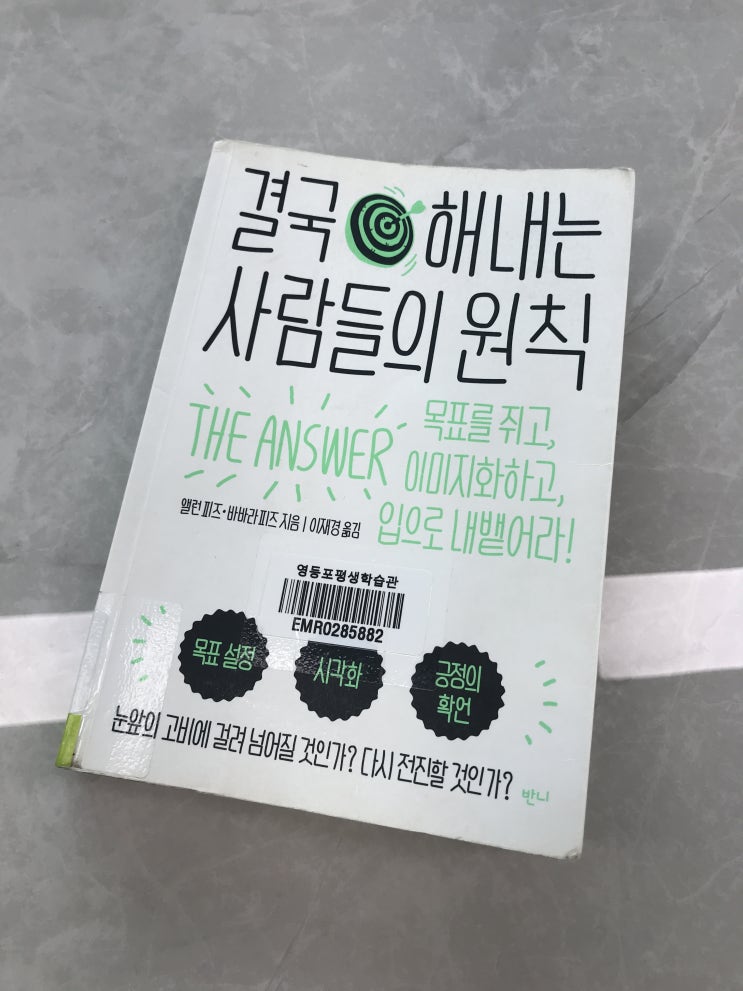 결국 해내는
사람들의 원칙
THE ANSWER
목표를 쥐고,
이미지화하고,
입으로 내뱉어라!
앨런 피즈·바바라 피즈 지음 | 이재경 옮김
영등포평생학습관
EMR0285882
목표 설정
시각화
긍정의
확언
눈앞의 고비에 걸려 넘어질 것인가? 다시 전진할 것인가?
반니